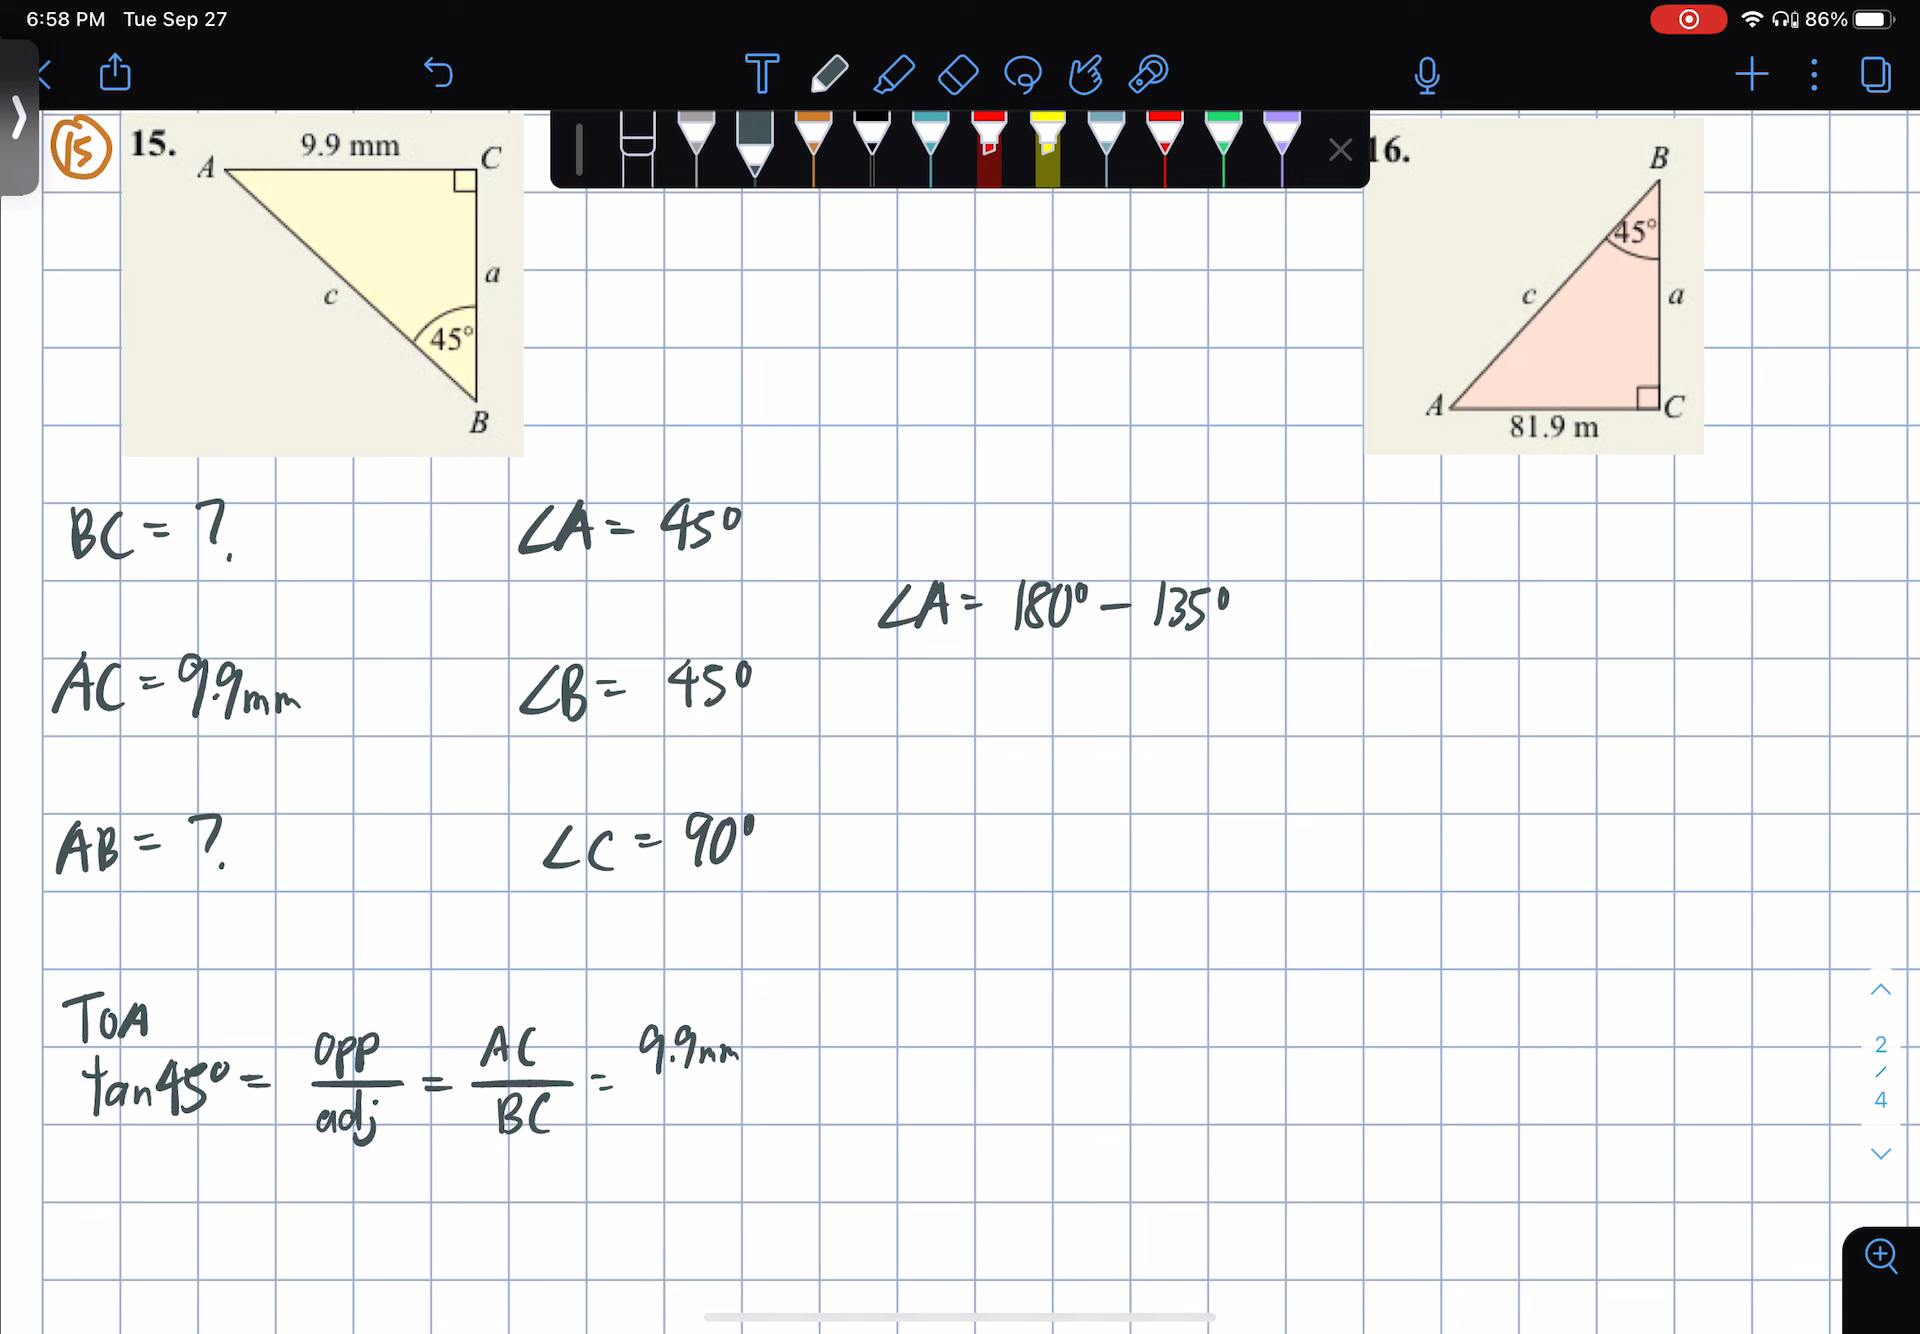 6:58 PM Tue Sep 27
86%
T
15
15.
9.9 mm
A
C
a
c
45°
B
16.
B
45°
c
a
A
C
81.9 m
BC = ?
∠A = 45°
∠A = 180° − 135°
AC = 9.9mm
∠B = 45°
AB = ?
∠C = 90°
TOA
tan45° = opp/adj = AC/BC = 9.9mm
2
/
4